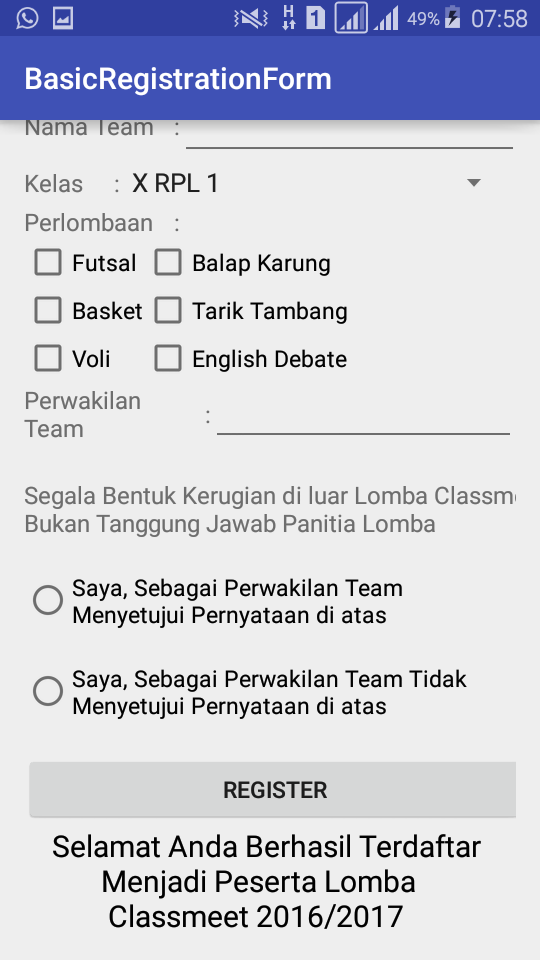 H 1 49% 07:58
BasicRegistrationForm
Nama Team :
Kelas : X RPL 1
Perlombaan :
Futsal Balap Karung
Basket Tarik Tambang
Voli English Debate
Perwakilan
Team :
Segala Bentuk Kerugian di luar Lomba Classm
Bukan Tanggung Jawab Panitia Lomba
Saya, Sebagai Perwakilan Team
Menyetujui Pernyataan di atas
Saya, Sebagai Perwakilan Team Tidak
Menyetujui Pernyataan di atas
REGISTER
Selamat Anda Berhasil Terdaftar
Menjadi Peserta Lomba
Classmeet 2016/2017